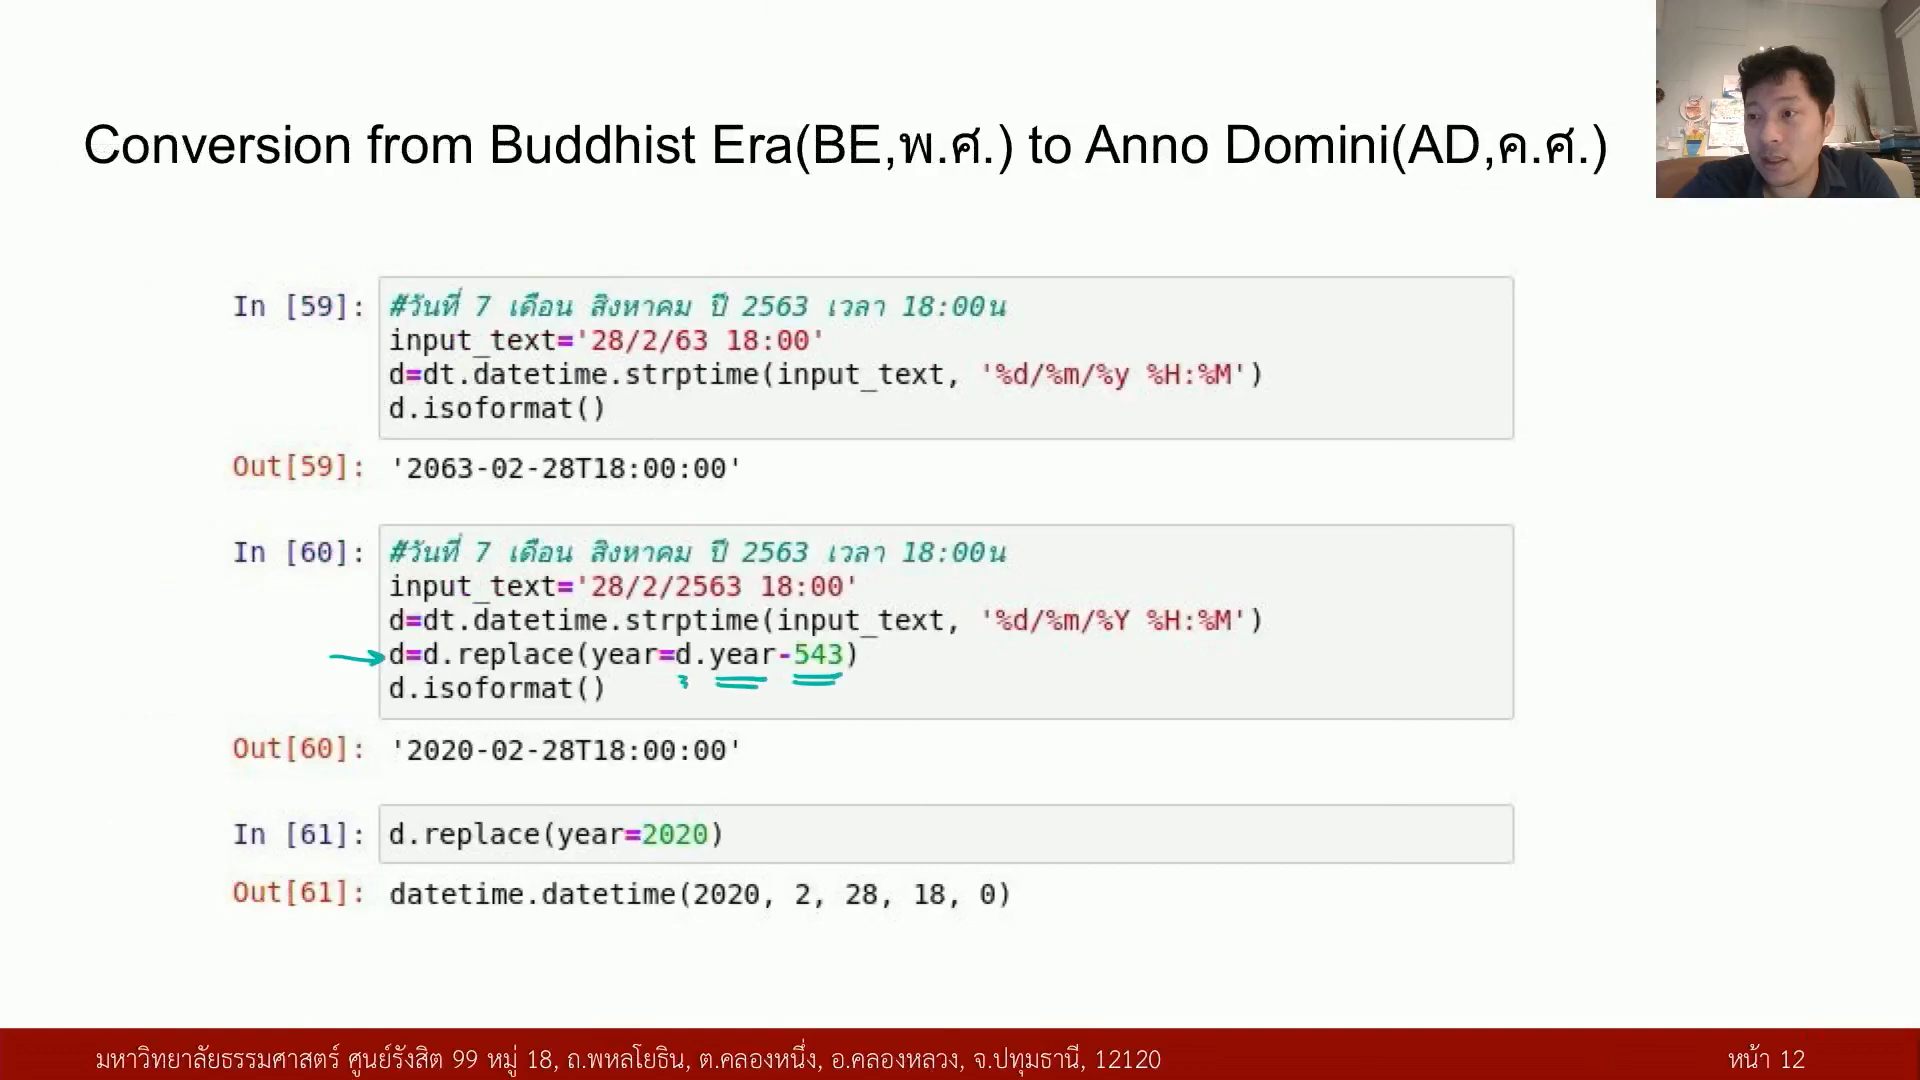 Conversion from Buddhist Era(BE,พ.ศ.) to Anno Domini(AD,ค.ศ.)
In [59]: #วันที่ 7 เดือน สิงหาคม ปี 2563 เวลา 18:00น
input_text='28/2/63 18:00'
d=dt.datetime.strptime(input_text, '%d/%m/%y %H:%M')
d.isoformat()
Out[59]: '2063-02-28T18:00:00'
In [60]: #วันที่ 7 เดือน สิงหาคม ปี 2563 เวลา 18:00น
input_text='28/2/2563 18:00'
d=dt.datetime.strptime(input_text, '%d/%m/%Y %H:%M')
d=d.replace(year=d.year-543)
d.isoformat()
Out[60]: '2020-02-28T18:00:00'
In [61]: d.replace(year=2020)
Out[61]: datetime.datetime(2020, 2, 28, 18, 0)
มหาวิทยาลัยธรรมศาสตร์ ศูนย์รังสิต 99 หมู่ 18, ถ.พหลโยธิน, ต.คลองหนึ่ง, อ.คลองหลวง, จ.ปทุมธานี, 12120
หน้า 12